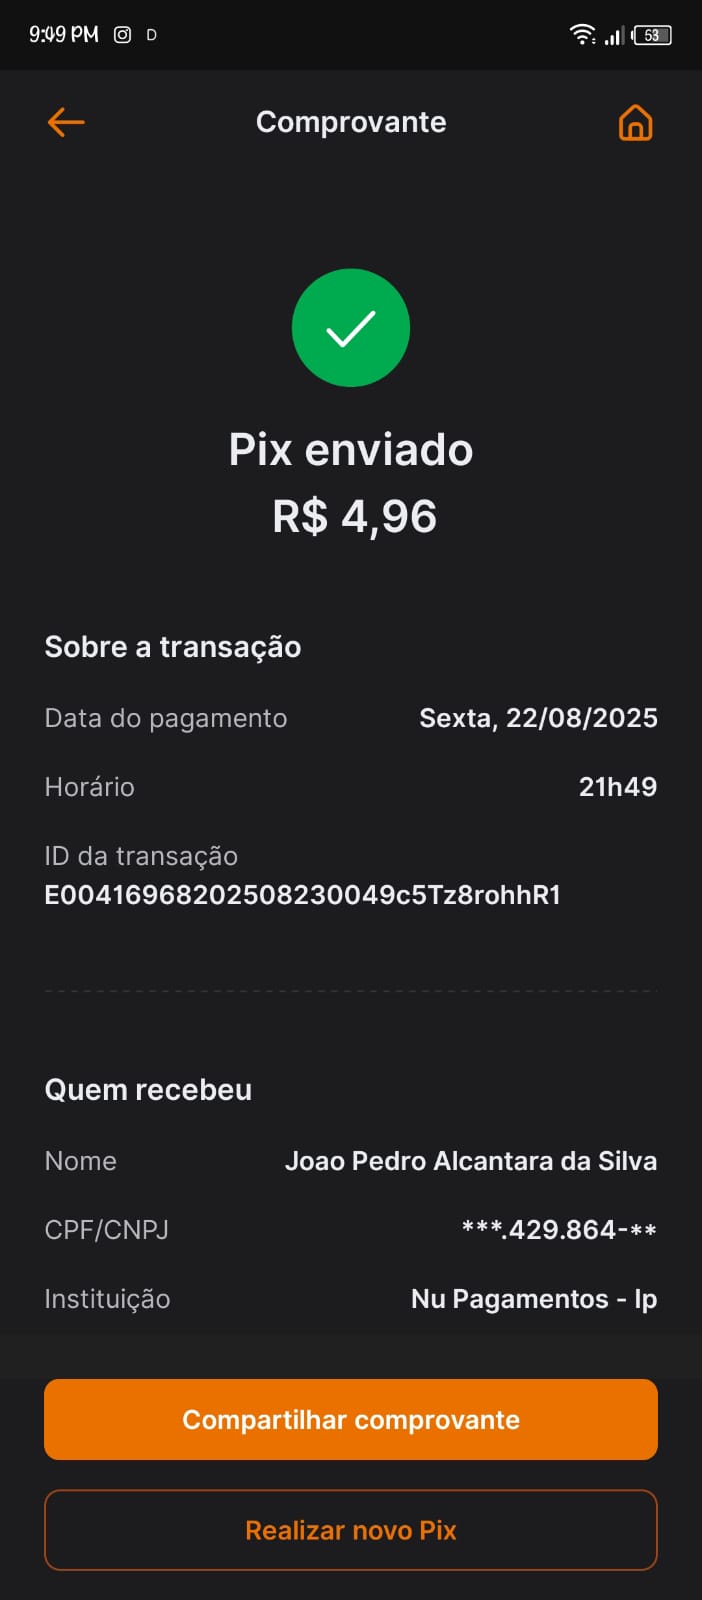 9:49 PM D 53
Comprovante
Pix enviado
R$ 4,96
Sobre a transação
Data do pagamento Sexta, 22/08/2025
Horário 21h49
ID da transação
E00416968202508230049c5Tz8rohhR1
Quem recebeu
Nome Joao Pedro Alcantara da Silva
CPF/CNPJ ***.429.864-**
Instituição Nu Pagamentos - Ip
Compartilhar comprovante
Realizar novo Pix